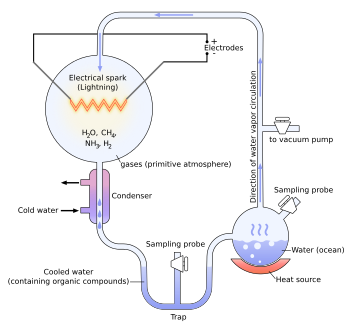 +
Electrodes
-
Electrical spark
(Lightning)
H₂O, CH₄,
NH₃, H₂
gases (primitive atmosphere)
Direction of water vapor circulation
to vacuum pump
Condenser
Cold water
Sampling probe
Water (ocean)
Heat source
Sampling probe
Cooled water
(containing organic compounds)
Trap